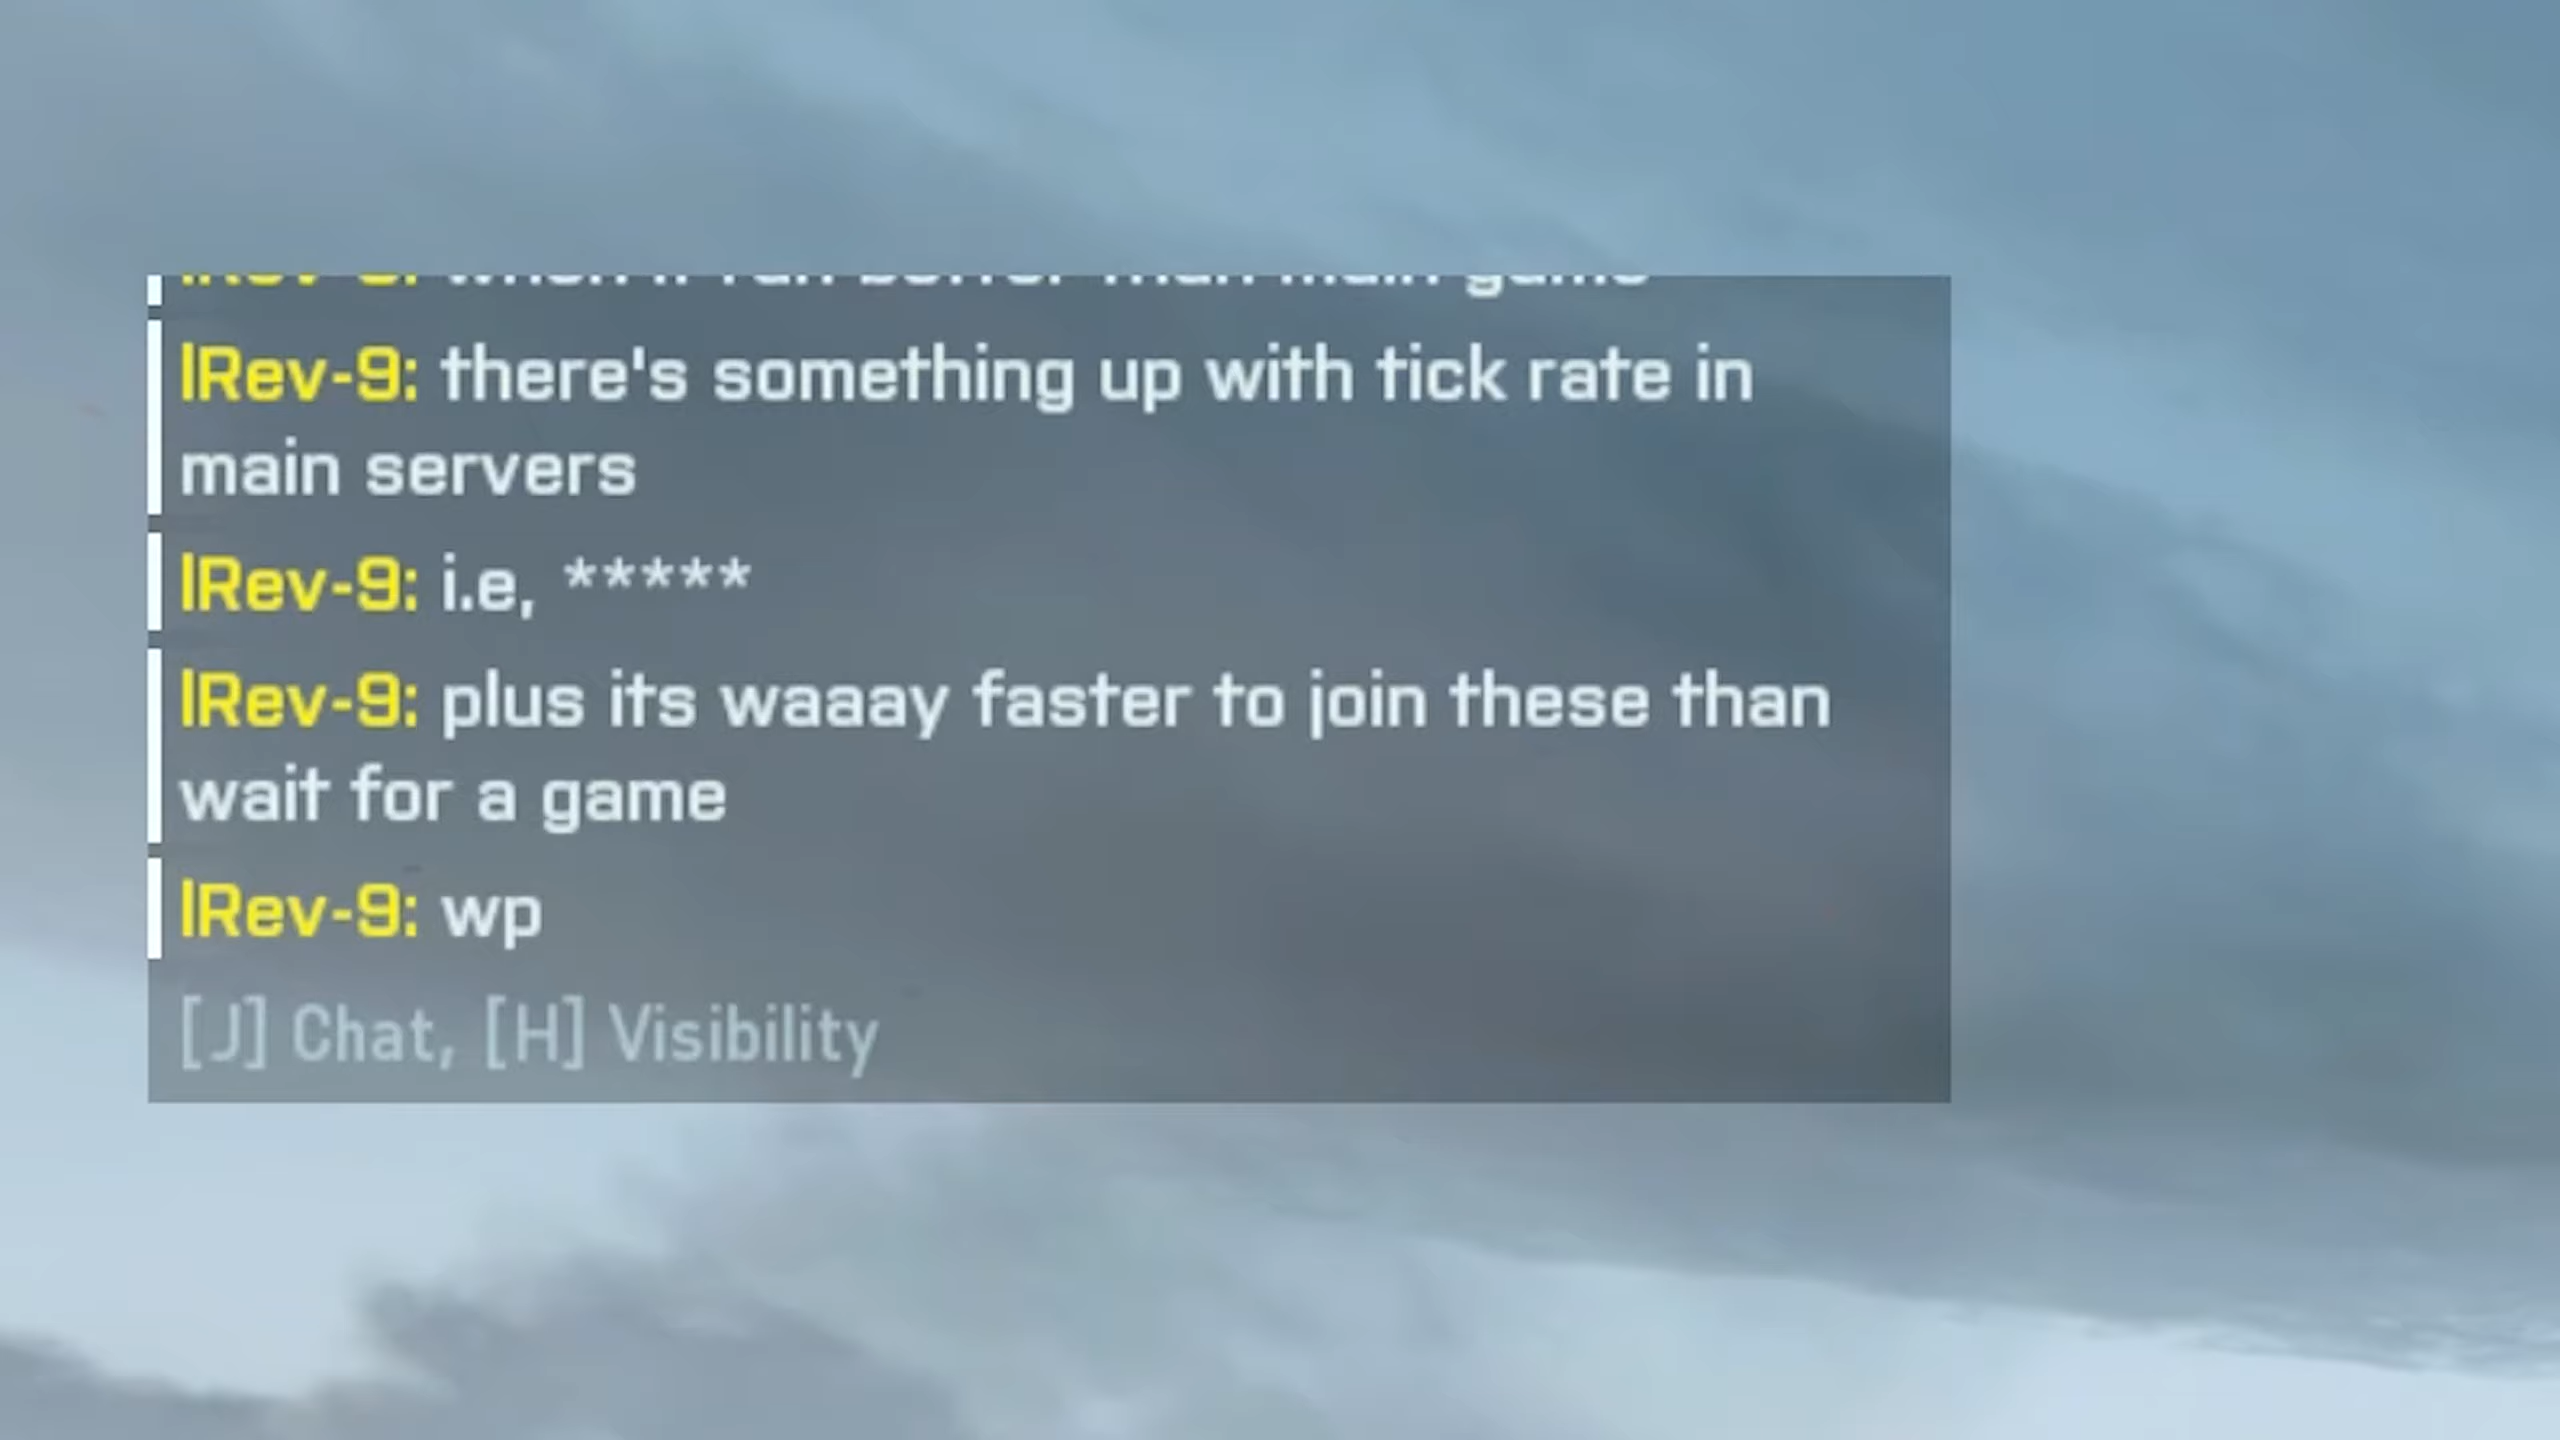 game
lRev-9: there's something up with tick rate in
main servers
lRev-9: i.e, *****
lRev-9: plus its waaay faster to join these than
wait for a game
lRev-9: wp
[J] Chat, [H] Visibility